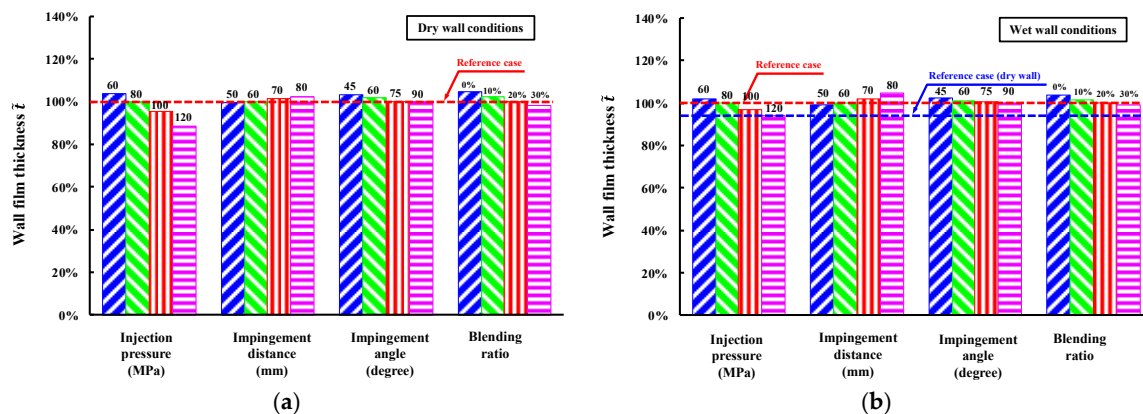 140%
120%
100%
80%
60%
40%
20%
0%
Wall film thickness t̃
Dry wall conditions
Reference case
60 80 100 120
50 60 70 80
45 60 75 90
0% 10% 20% 30%
Injection pressure (MPa)
Impingement distance (mm)
Impingement angle (degree)
Blending ratio
(a)
140%
120%
100%
80%
60%
40%
20%
0%
Wall film thickness t̃
Wet wall conditions
Reference case
Reference case (dry wall)
60 80 100 120
50 60 70 80
45 60 75 90
0% 10% 20% 30%
Injection pressure (MPa)
Impingement distance (mm)
Impingement angle (degree)
Blending ratio
(b)